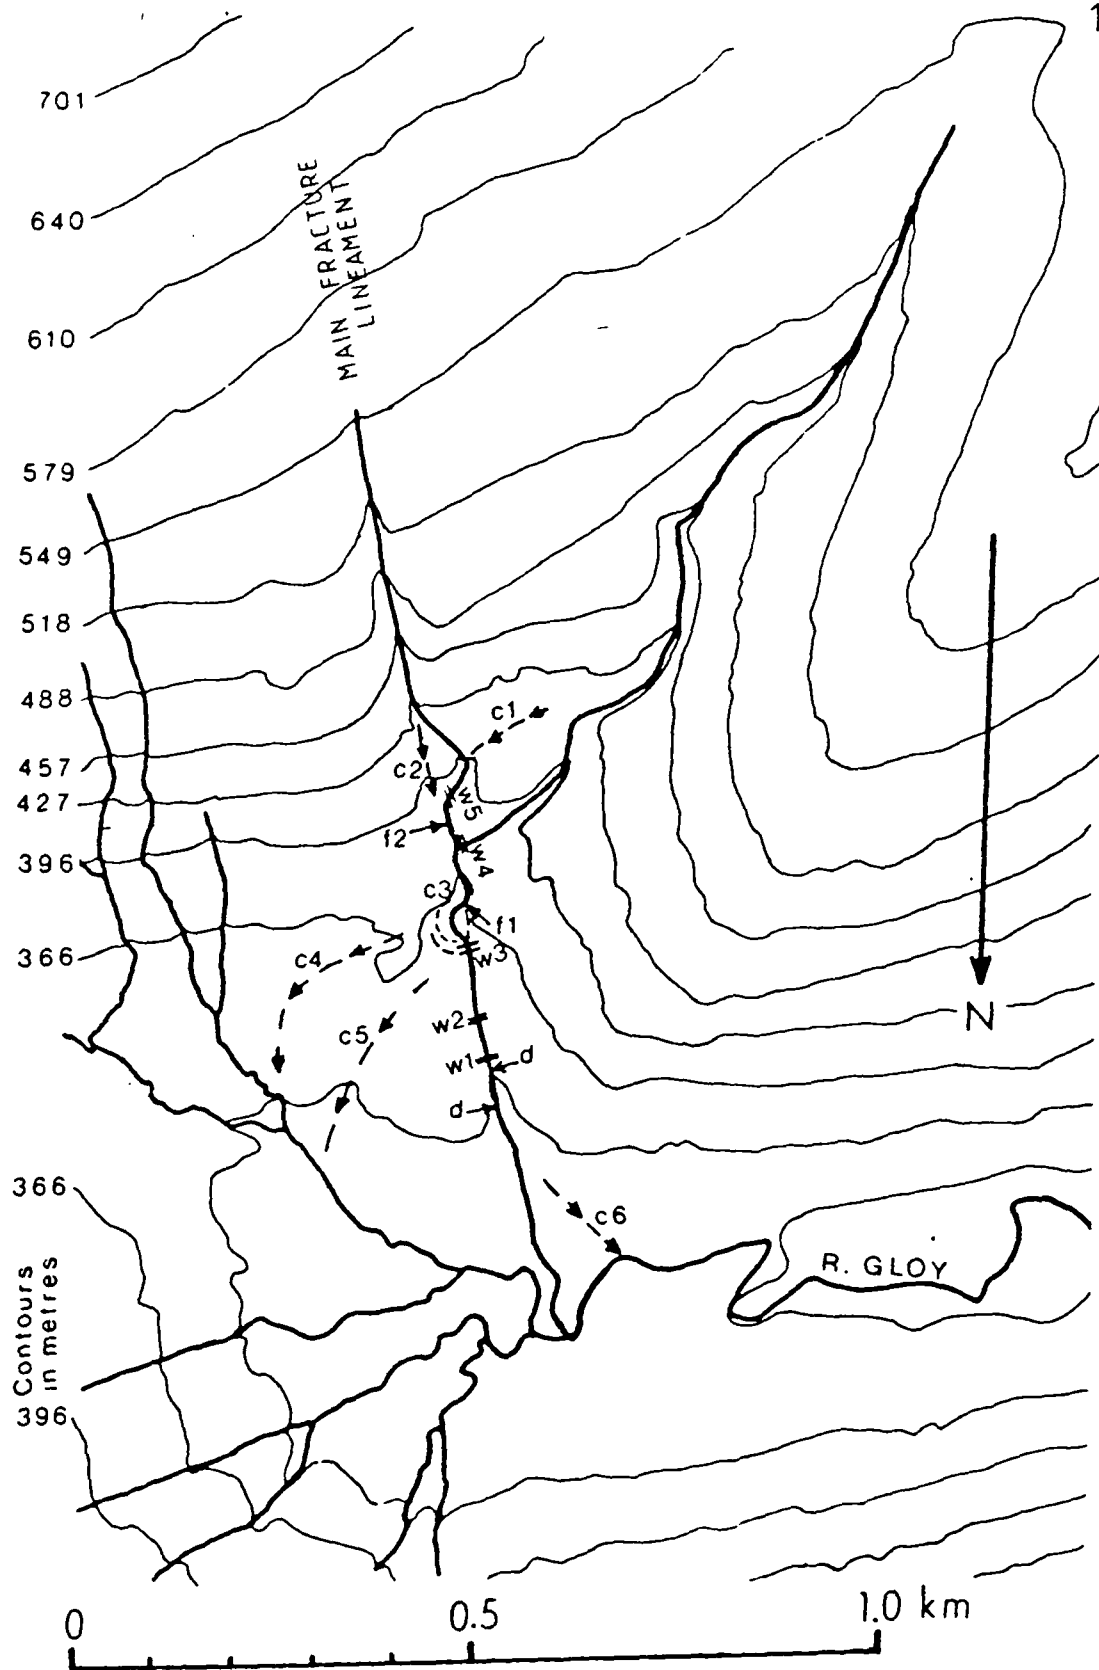 1
701
640
610
579
549
518
488
457
427
396
366
MAIN FRACTURE
LINEAMENT
c1
c2
w5
f2
w4
c3
f1
w3
c4
c5
w2
w1
d
d
c6
N
R. GLOY
366
Contours
in metres
396
0
0.5
1.0 km